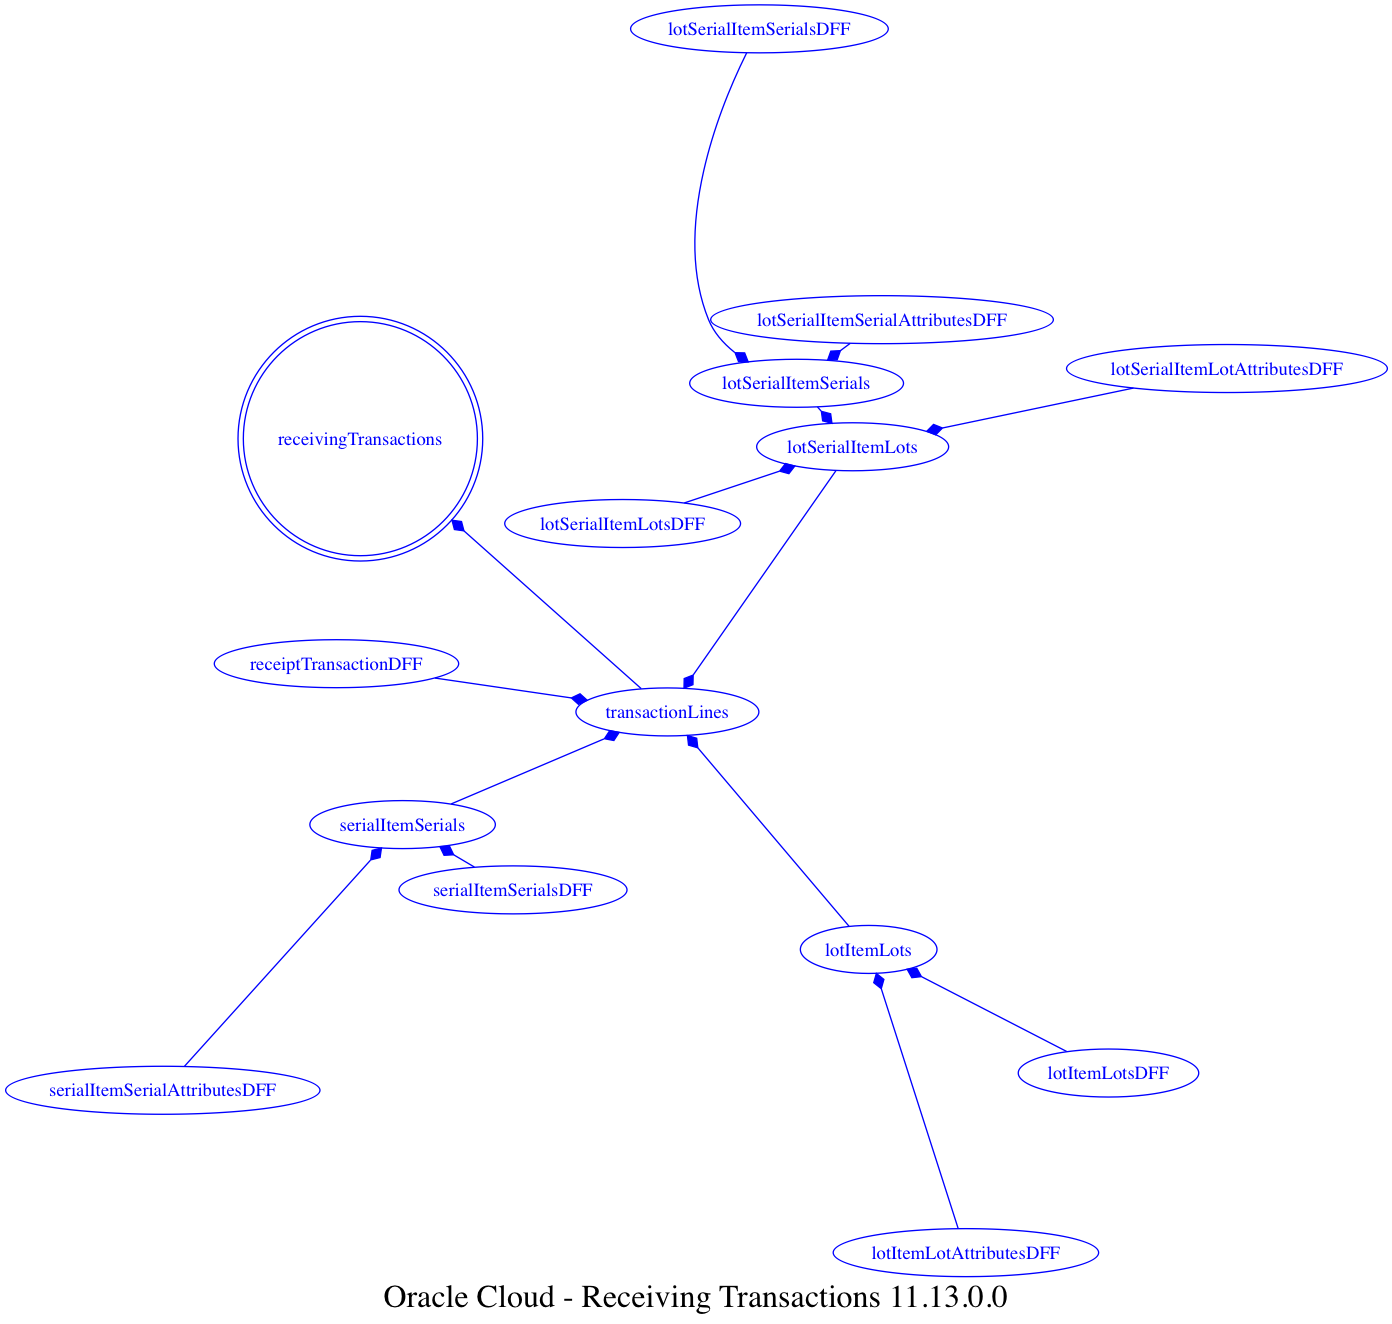 lotSerialItemSerialsDFF
lotSerialItemSerialAttributesDFF
lotSerialItemLotAttributesDFF
lotSerialItemSerials
receivingTransactions
lotSerialItemLots
lotSerialItemLotsDFF
receiptTransactionDFF
transactionLines
serialItemSerials
serialItemSerialsDFF
lotItemLots
lotItemLotsDFF
serialItemSerialAttributesDFF
lotItemLotAttributesDFF
Oracle Cloud - Receiving Transactions 11.13.0.0